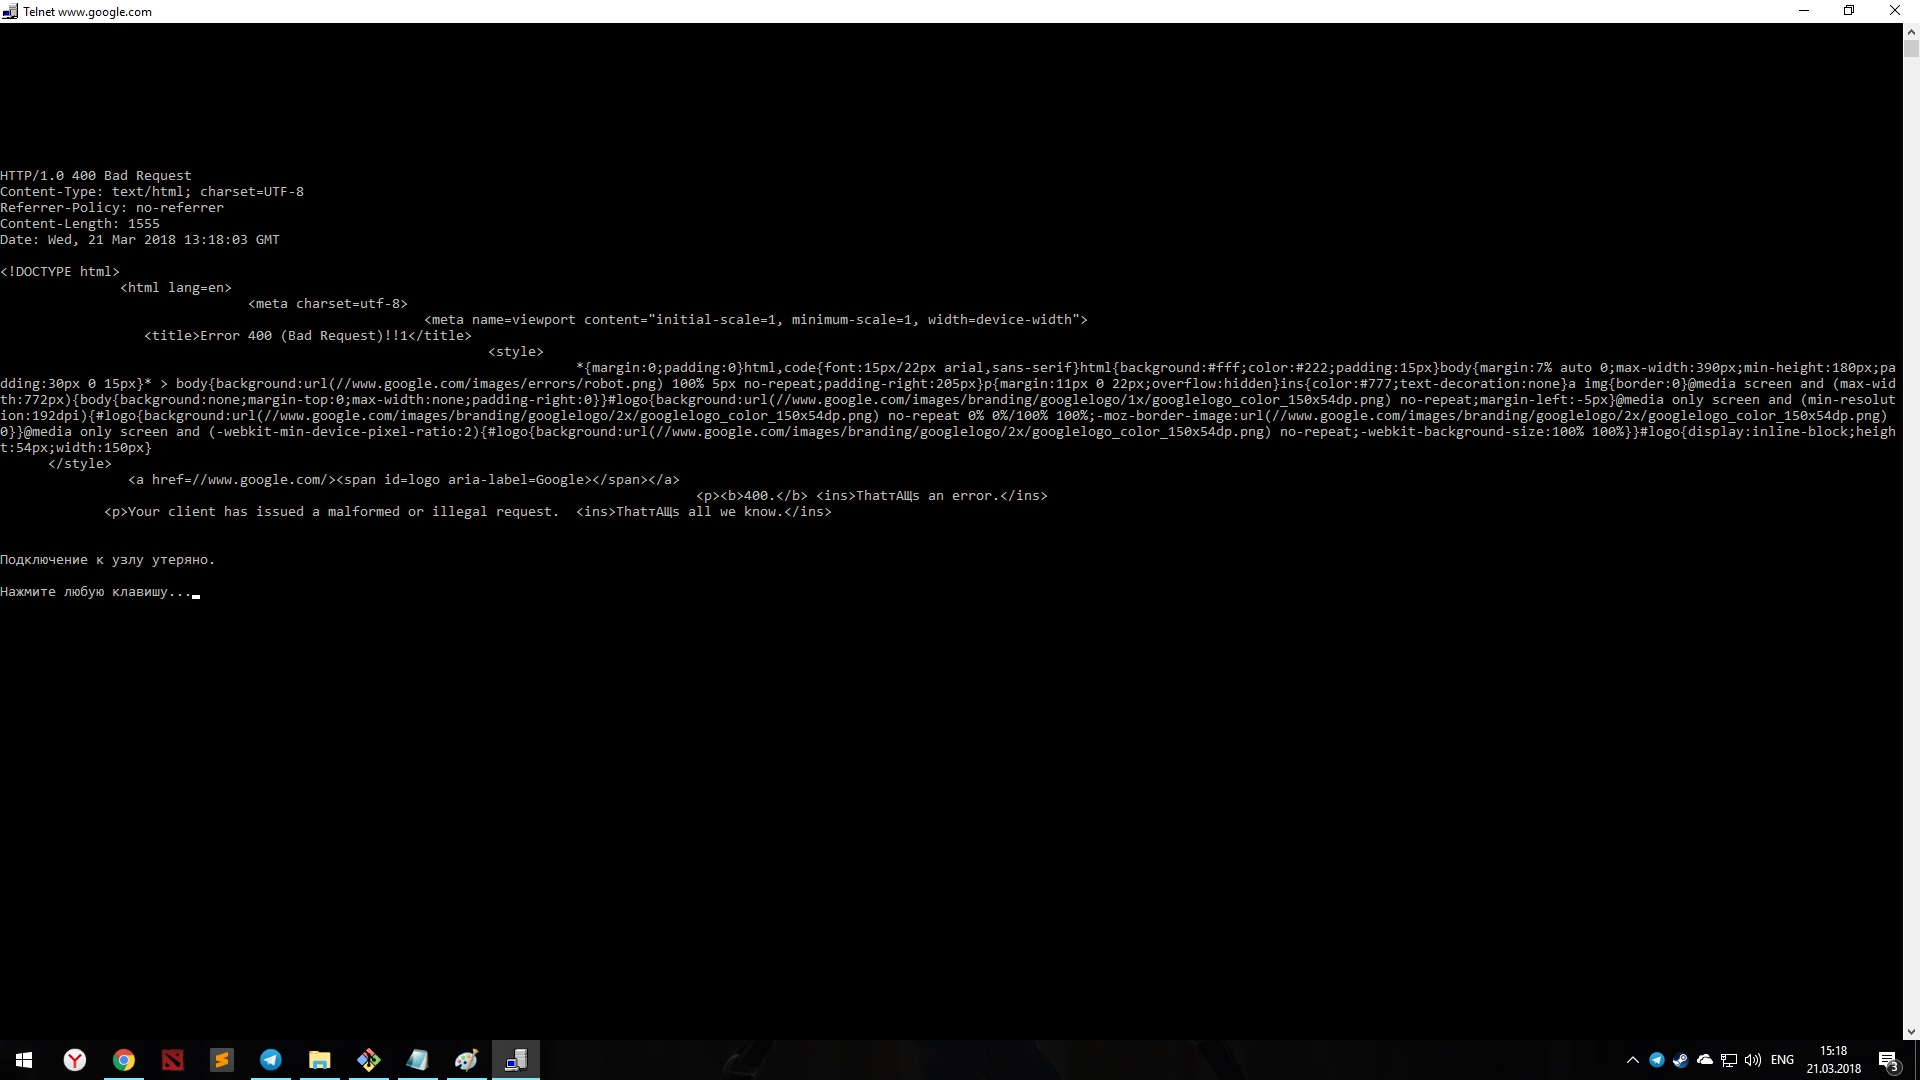 Telnet www.google.com
HTTP/1.0 400 Bad Request
Content-Type: text/html; charset=UTF-8
Referrer-Policy: no-referrer
Content-Length: 1555
Date: Wed, 21 Mar 2018 13:18:03 GMT
<!DOCTYPE html>
<html lang=en>
<meta charset=utf-8>
<meta name=viewport content="initial-scale=1, minimum-scale=1, width=device-width">
<title>Error 400 (Bad Request)!!1</title>
<style>
*{margin:0;padding:0}html,code{font:15px/22px arial,sans-serif}html{background:#fff;color:#222;padding:15px}body{margin:7% auto 0;max-width:390px;min-height:180px;pa
dding:30px 0 15px}* > body{background:url(//www.google.com/images/errors/robot.png) 100% 5px no-repeat;padding-right:205px}p{margin:11px 0 22px;overflow:hidden}ins{color:#777;text-decoration:none}a img{border:0}@media screen and (max-wid
th:772px){body{background:none;margin-top:0;max-width:none;padding-right:0}}#logo{background:url(//www.google.com/images/branding/googlelogo/1x/googlelogo_color_150x54dp.png) no-repeat;margin-left:-5px}@media only screen and (min-resolut
ion:192dpi){#logo{background:url(//www.google.com/images/branding/googlelogo/2x/googlelogo_color_150x54dp.png) no-repeat 0% 0%/100% 100%;-moz-border-image:url(//www.google.com/images/branding/googlelogo/2x/googlelogo_color_150x54dp.png) 
0}}@media only screen and (-webkit-min-device-pixel-ratio:2){#logo{background:url(//www.google.com/images/branding/googlelogo/2x/googlelogo_color_150x54dp.png) no-repeat;-webkit-background-size:100% 100%}}#logo{display:inline-block;heigh
t:54px;width:150px}
</style>
<a href=//www.google.com/><span id=logo aria-label=Google></span></a>
<p><b>400.</b> <ins>ThatтАЩs an error.</ins>
<p>Your client has issued a malformed or illegal request.  <ins>ThatтАЩs all we know.</ins>
Подключение к узлу утеряно.
Нажмите любую клавишу...
ENG
15:18
21.03.2018
3